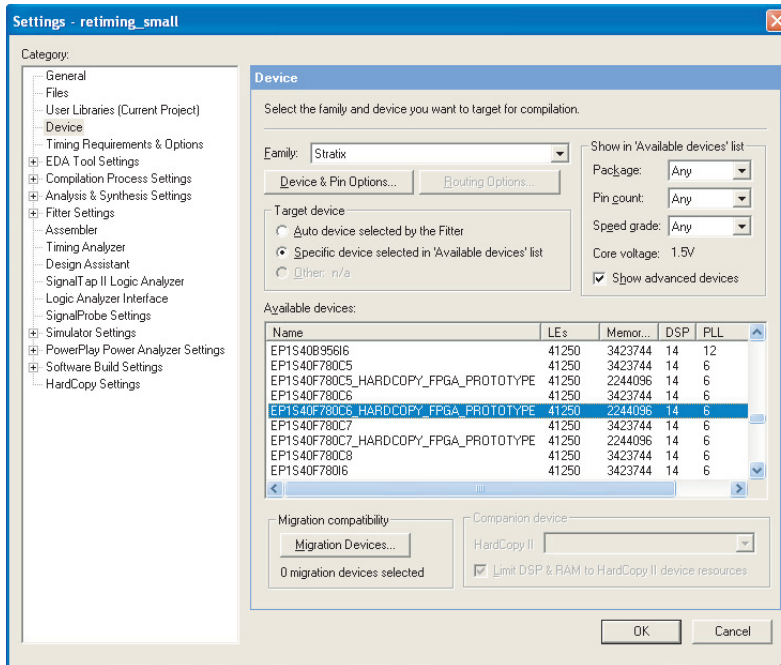 Settings - retiming_small
Category:
General
Files
User Libraries (Current Project)
Device
Timing Requirements & Options
EDA Tool Settings
Compilation Process Settings
Analysis & Synthesis Settings
Fitter Settings
Assembler
Timing Analyzer
Design Assistant
SignalTap II Logic Analyzer
Logic Analyzer Interface
SignalProbe Settings
Simulator Settings
PowerPlay Power Analyzer Settings
Software Build Settings
HardCopy Settings
Device
Select the family and device you want to target for compilation.
Family: Stratix
Device & Pin Options... Routing Options...
Target device
Auto device selected by the Fitter
Specific device selected in 'Available devices' list
Other: n/a
Show in 'Available devices' list
Package: Any
Pin count: Any
Speed grade: Any
Core voltage: 1.5V
Show advanced devices
Available devices:
Name LEs Memor... DSP PLL
EP1S40B956I6 41250 3423744 14 12
EP1S40F780C5 41250 3423744 14 6
EP1S40F780C5_HARDCOPY_FPGA_PROTOTYPE 41250 2244096 14 6
EP1S40F780C6 41250 3423744 14 6
EP1S40F780C6_HARDCOPY_FPGA_PROTOTYPE 41250 2244096 14 6
EP1S40F780C7 41250 3423744 14 6
EP1S40F780C7_HARDCOPY_FPGA_PROTOTYPE 41250 2244096 14 6
EP1S40F780C8 41250 3423744 14 6
EP1S40F780I6 41250 3423744 14 6
Migration compatibility
Migration Devices...
0 migration devices selected
Companion device
HardCopy II
Limit DSP & RAM to HardCopy II device resources
OK Cancel